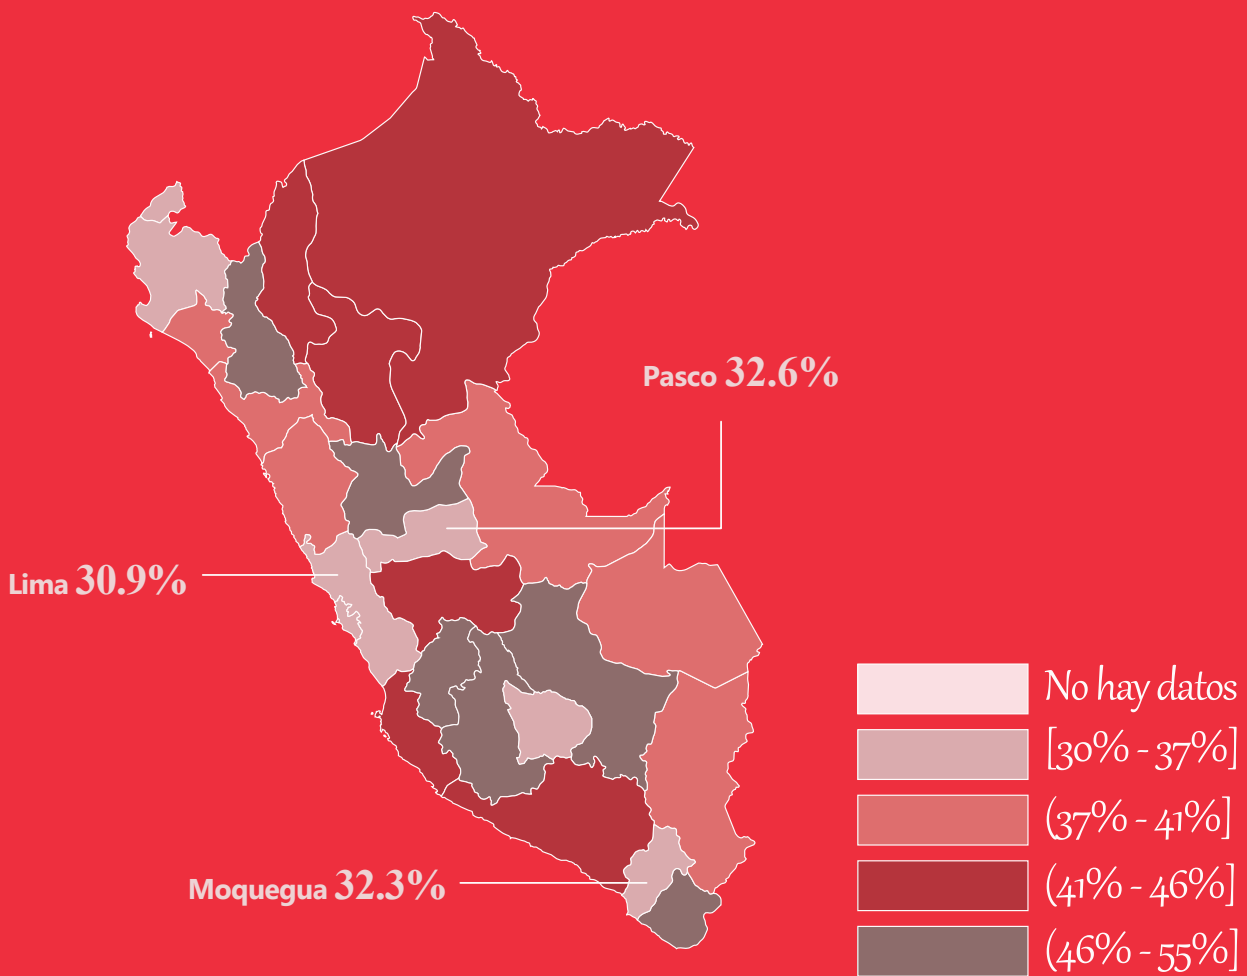 Pasco 32.6%
Lima 30.9%
Moquegua 32.3%
No hay datos
[30% - 37%]
(37% - 41%]
(41% - 46%]
(46% - 55%]